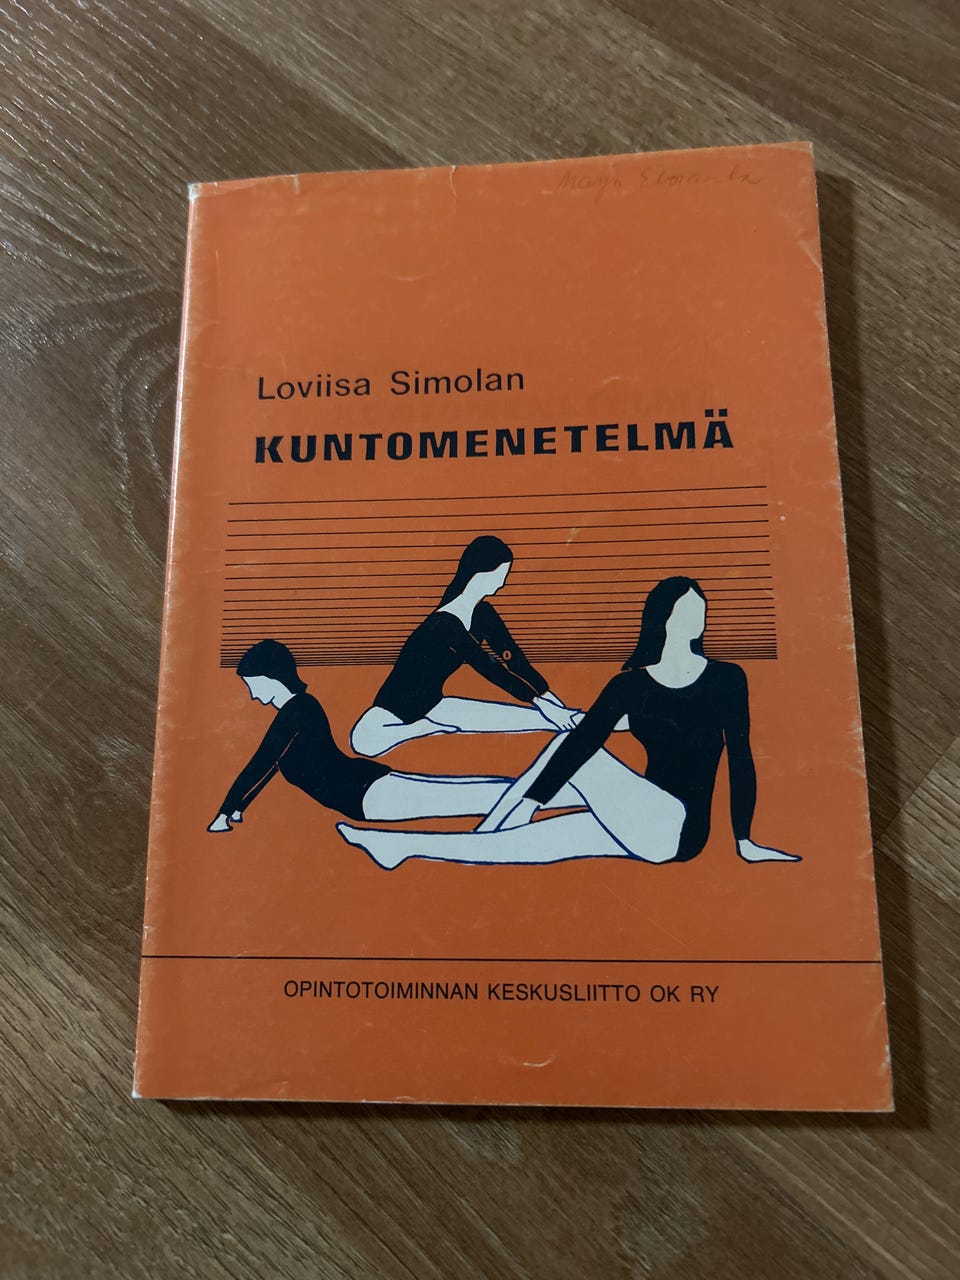 Loviisa Simolan
KUNTOMENETELMÄ
OPINTOTOIMINNAN KESKUSLIITTO OK RY